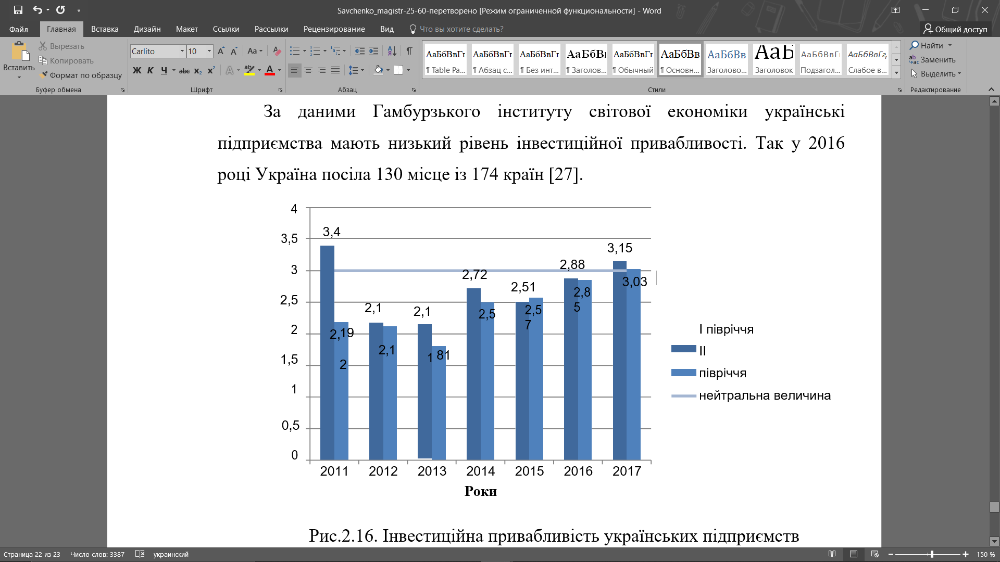 Savchenko_magistr-25-60-перетворено [Режим ограниченной функциональности] - Word
Файл Главная Вставка Дизайн Макет Ссылки Рассылки Рецензирование Вид Что вы хотите сделать? Общий доступ
Вставить
Вырезать
Копировать
Формат по образцу
Буфер обмена
Carlito 10
Ж К Ч abc x₂ x²
Шрифт
Абзац
АаБбВвГг АаБбВвГг АаБбВвГг АаБбВ АаБбВвГг АаБбВв АаБбВв АаБ АаБбВвГг АаБбВвГг,
¶ Table Pa... ¶ Абзац с... ¶ Без инт... ¶ Заголов... ¶ Обычный ¶ Основн... Заголово... Заголовок Подзагол... Слабое в...
Стили
Найти
Заменить
Выделить
Редактирование
За даними Гамбурзького інституту світової економіки українські
підприємства мають низький рівень інвестиційної привабливості. Так у 2016
році Україна посіла 130 місце із 174 країн [27].
4
3,5
3
2,5
2
1,5
1
0,5
0
3,4
2,19
2
2,1
2,1
2,1
1 81
2,72
2,5
2,51
2,5
7
2,88
2,8
5
3,15
3,03
2011 2012 2013 2014 2015 2016 2017
Роки
І півріччя
ІІ
півріччя
нейтральна величина
Рис.2.16. Інвестиційна привабливість українських підприємств
Страница 22 из 23 Число слов: 3387 украинский 150 %